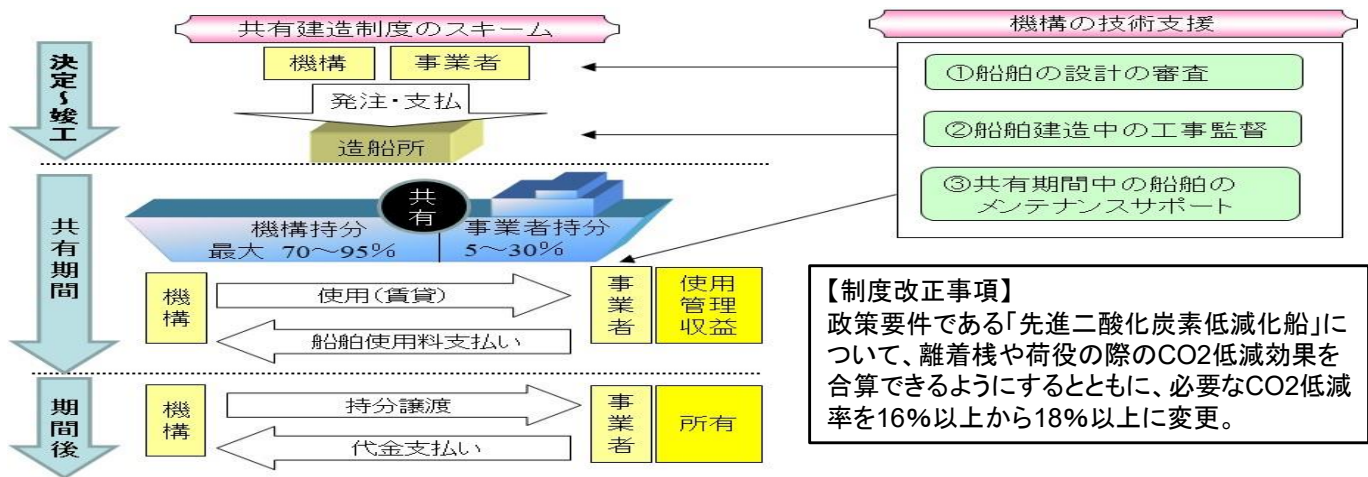 共有建造制度のスキーム
機構
事業者
発注・支払
造船所
決定～竣工
共有期間
期間後
共有
機構持分
最大 70～95%
事業者持分
5～30%
機構
使用(賃貸)
船舶使用料支払い
事業者
使用
管理
収益
機構
持分譲渡
代金支払い
事業者
所有
機構の技術支援
①船舶の設計の審査
②船舶建造中の工事監督
③共有期間中の船舶の
メンテナンスサポート
【制度改正事項】
政策要件である「先進二酸化炭素低減化船」に
ついて、離着桟や荷役の際のCO2低減効果を
合算できるようにするとともに、必要なCO2低減
率を16%以上から18%以上に変更。